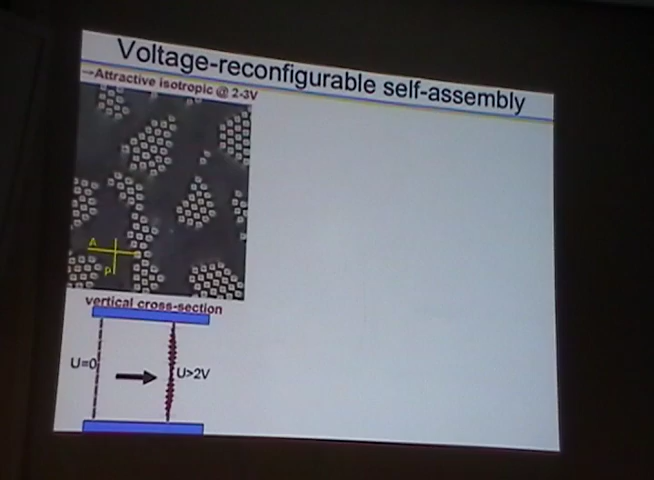 Voltage-reconfigurable self-assembly
→Attractive isotropic @ 2-3V
A
P
vertical cross-section
U=0
U>2V